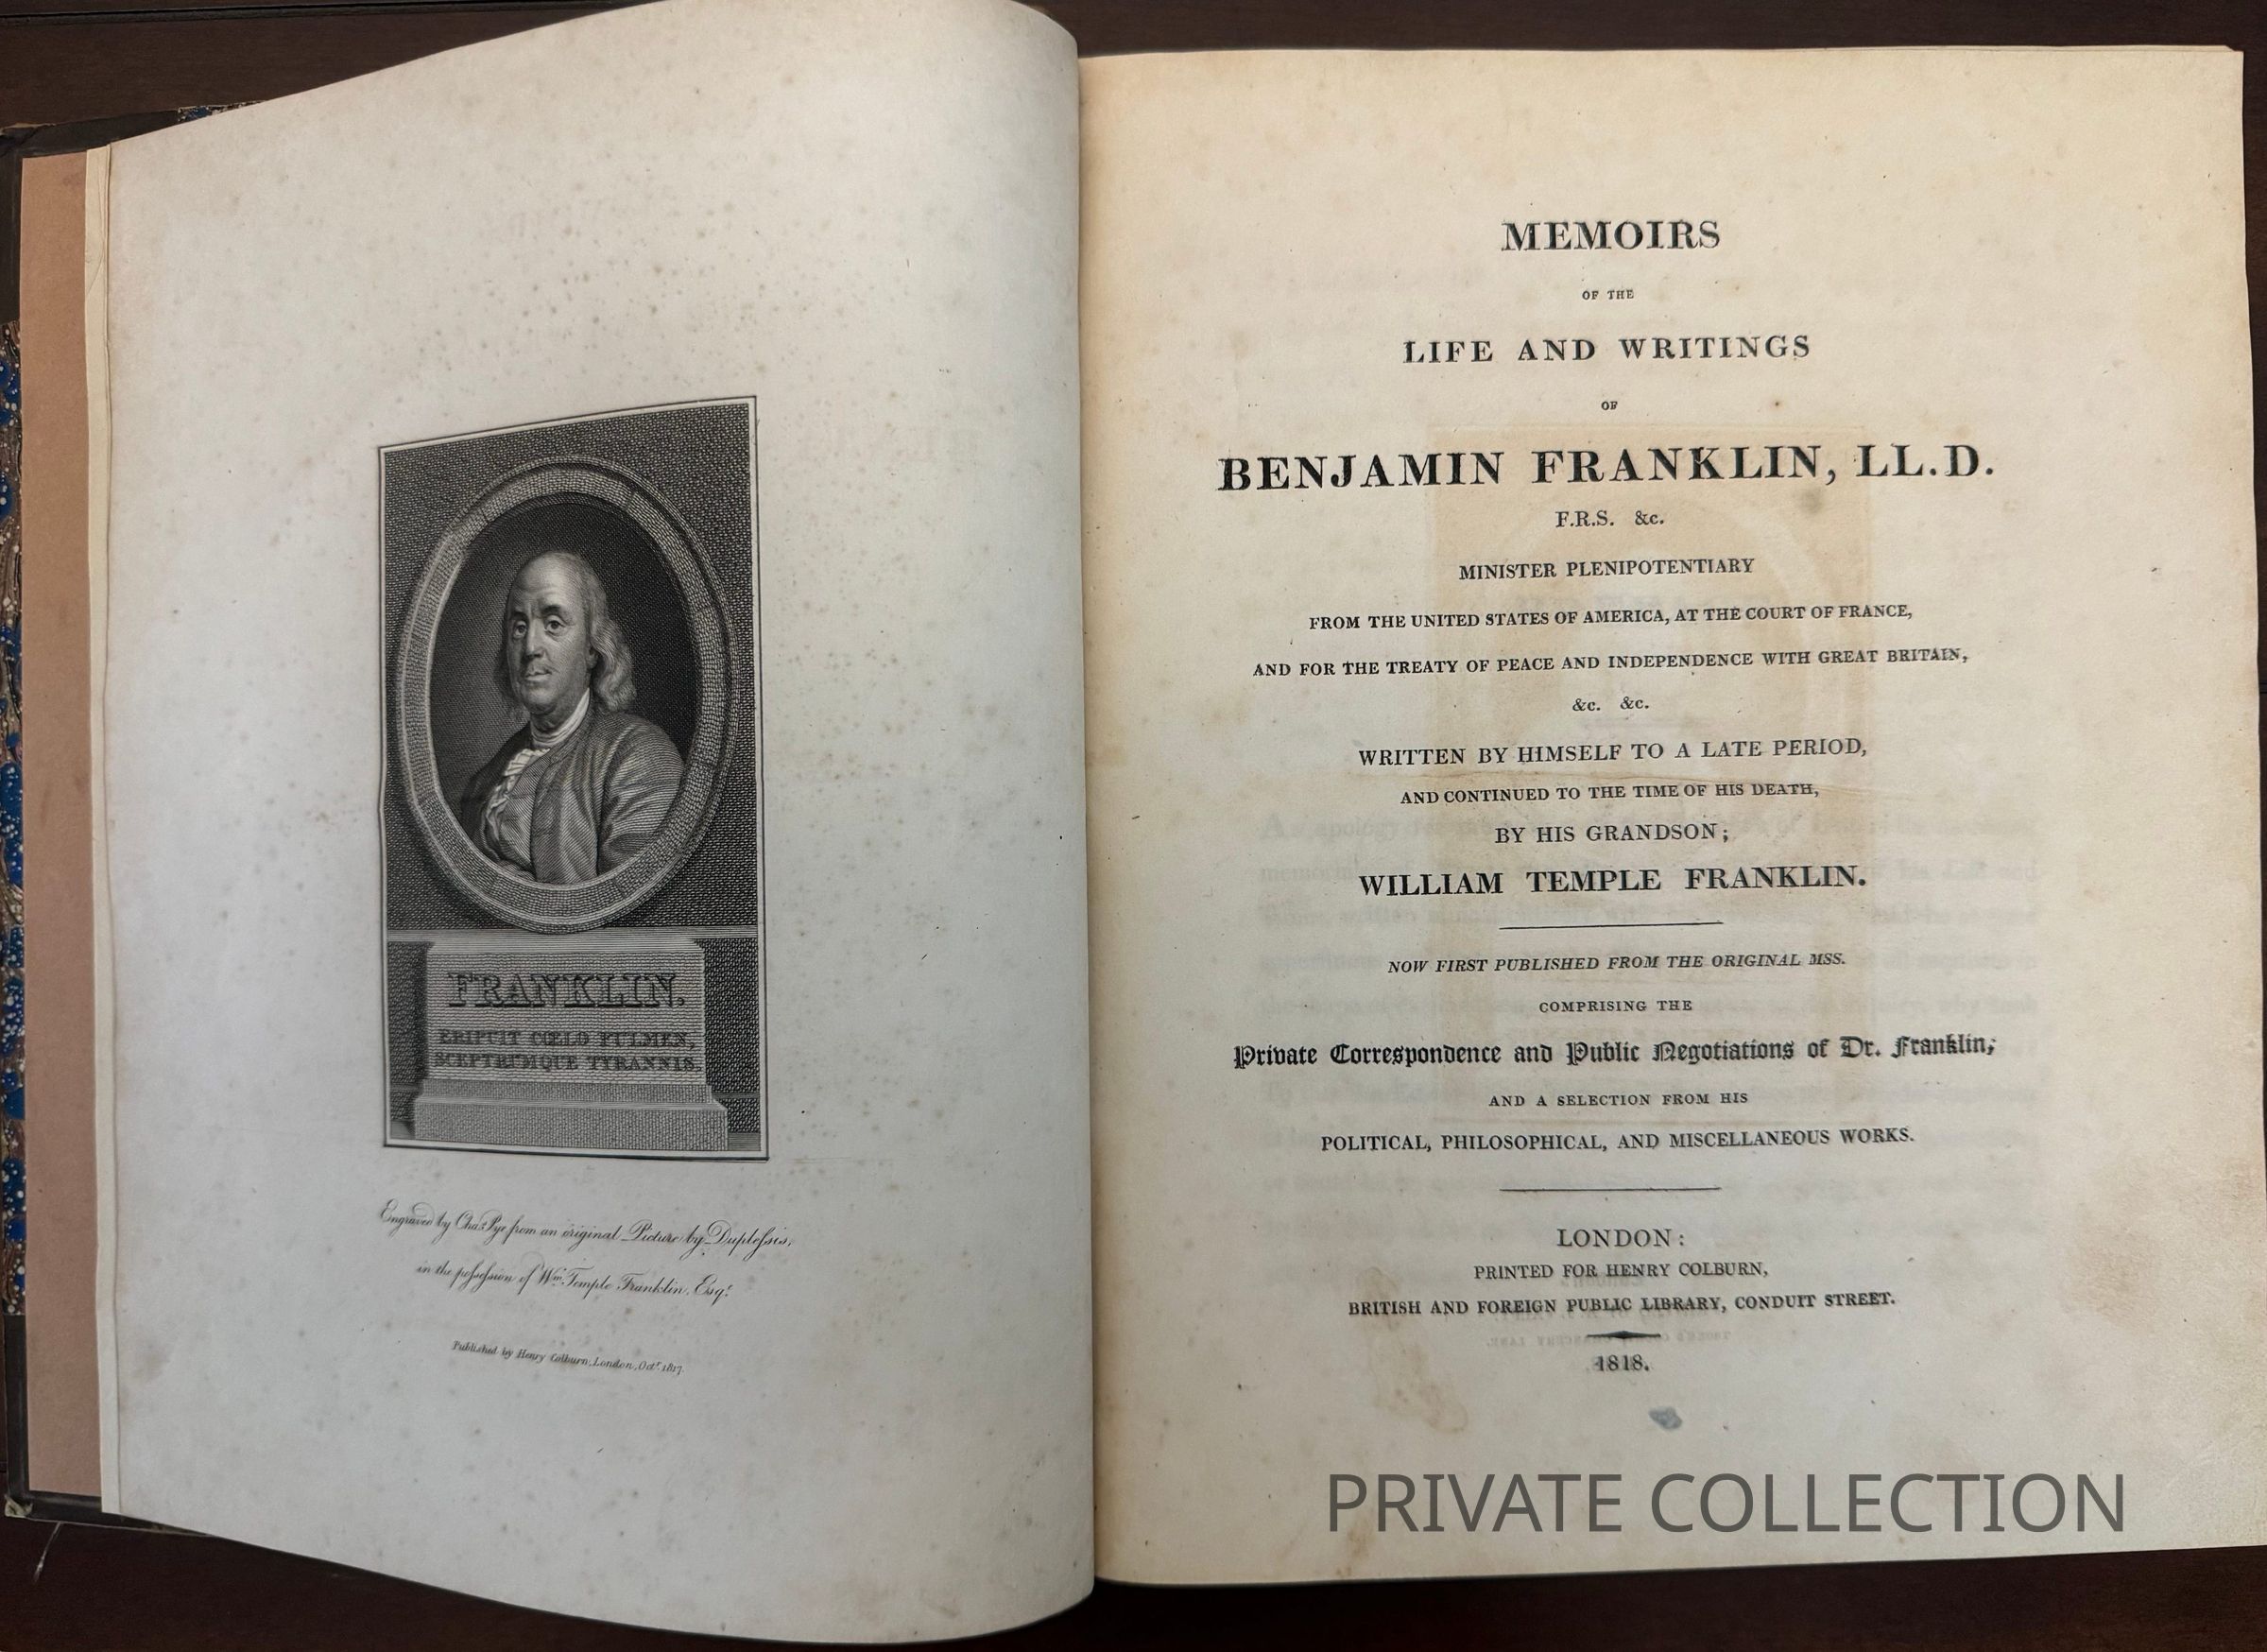 FRANKLIN.
ERIPUIT CŒLO FULMEN,
SCEPTRUMQUE TYRANNIS.
Engraved by Chas. Pye from an original Picture by Duplessis,
in the possession of Wm. Temple Franklin, Esqr.
Published by Henry Colburn, London, Octr. 1817.
MEMOIRS
OF THE
LIFE AND WRITINGS
OF
BENJAMIN FRANKLIN, LL.D.
F.R.S. &c.
MINISTER PLENIPOTENTIARY
FROM THE UNITED STATES OF AMERICA, AT THE COURT OF FRANCE,
AND FOR THE TREATY OF PEACE AND INDEPENDENCE WITH GREAT BRITAIN,
&c. &c.
WRITTEN BY HIMSELF TO A LATE PERIOD,
AND CONTINUED TO THE TIME OF HIS DEATH,
BY HIS GRANDSON;
WILLIAM TEMPLE FRANKLIN.
NOW FIRST PUBLISHED FROM THE ORIGINAL MSS.
COMPRISING THE
Private Correspondence and Public Negotiations of Dr. Franklin;
AND A SELECTION FROM HIS
POLITICAL, PHILOSOPHICAL, AND MISCELLANEOUS WORKS.
LONDON:
PRINTED FOR HENRY COLBURN,
BRITISH AND FOREIGN PUBLIC LIBRARY, CONDUIT STREET.
1818.
PRIVATE COLLECTION